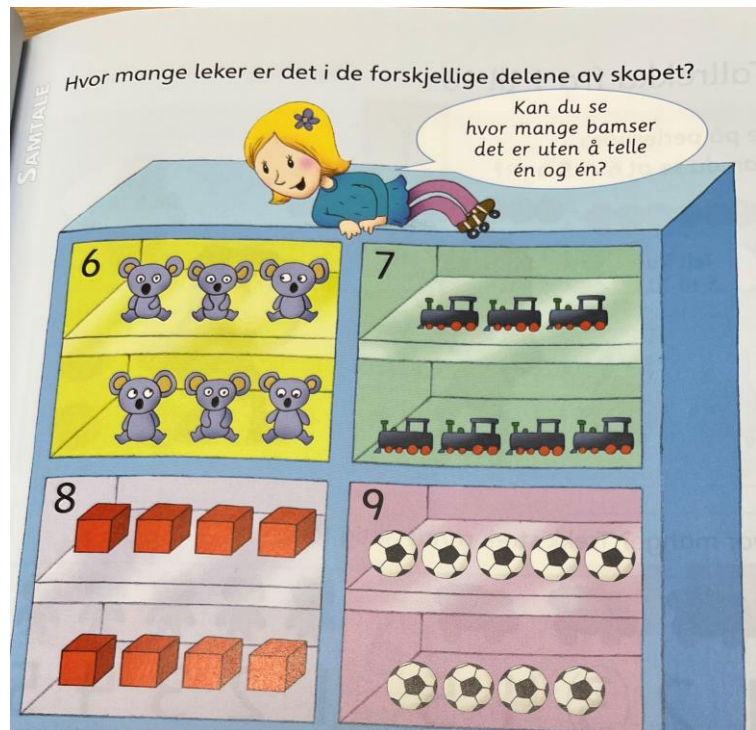 SAMTALE
Hvor mange leker er det i de forskjellige delene av skapet?
Kan du se
hvor mange bamser
det er uten å telle
én og én?
6
7
8
9